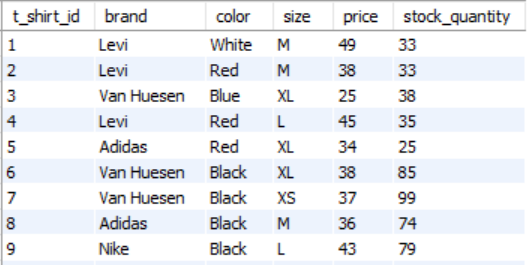 t_shirt_id brand color size price stock_quantity
1 Levi White M 49 33
2 Levi Red M 38 33
3 Van Huesen Blue XL 25 38
4 Levi Red L 45 35
5 Adidas Red XL 34 25
6 Van Huesen Black XL 38 85
7 Van Huesen Black XS 37 99
8 Adidas Black M 36 74
9 Nike Black L 43 79